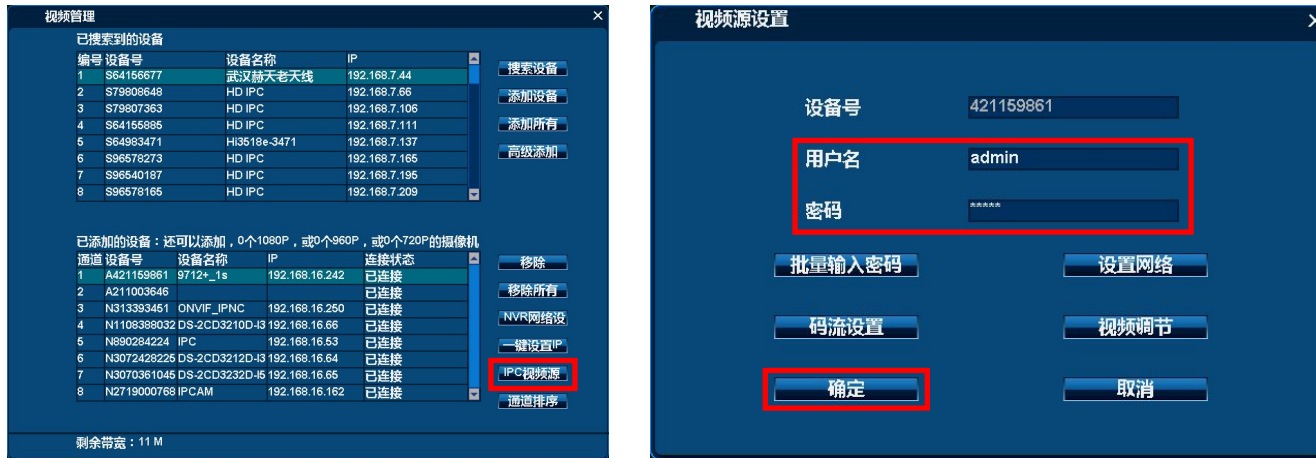 视频管理
×
已搜索到的设备
编号 设备号 设备名称 IP
1 S64156677 武汉赫天老天线 192.168.7.44
2 S79808648 HD IPC 192.168.7.66
3 S79807363 HD IPC 192.168.7.106
4 S64155885 HD IPC 192.168.7.111
5 S64983471 HI3518e-3471 192.168.7.137
6 S96578273 HD IPC 192.168.7.165
7 S96540187 HD IPC 192.168.7.195
8 S96578165 HD IPC 192.168.7.209
搜索设备
添加设备
添加所有
高级添加
已添加的设备：还可以添加，0个1080P，或0个960P，或0个720P的摄像机
通道 设备号 设备名称 IP 连接状态
1 A421159861 9712+_1s 192.168.16.242 已连接
2 A211003646 已连接
3 N313393451 ONVIF_IPNC 192.168.16.250 已连接
4 N1108388032 DS-2CD3210D-I3 192.168.16.66 已连接
5 N890284224 IPC 192.168.16.53 已连接
6 N3072428225 DS-2CD3212D-I3 192.168.16.64 已连接
7 N3070361045 DS-2CD3232D-I5 192.168.16.65 已连接
8 N2719000768 IPCAM 192.168.16.162 已连接
移除
移除所有
NVR网络设
一键设置IP
IPC视频源
通道排序
剩余带宽：11 M
视频源设置
设备号 421159861
用户名 admin
密码 *****
批量输入密码 设置网络
码流设置 视频调节
确定 取消